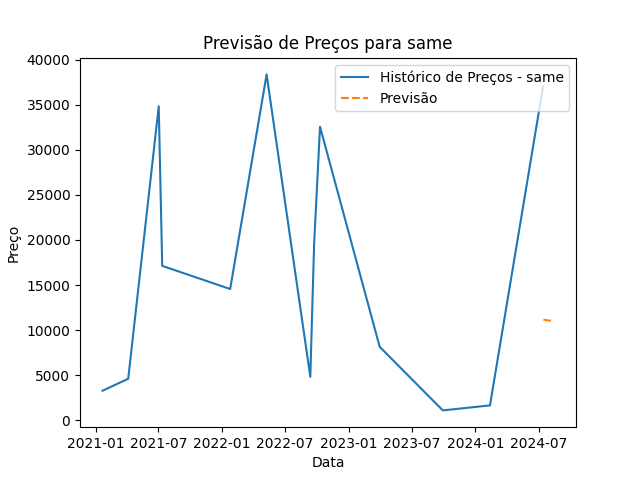 Previsão de Preços para same
Histórico de Preços - same
Previsão
Preço
40000
35000
30000
25000
20000
15000
10000
5000
0
2021-01 2021-07 2022-01 2022-07 2023-01 2023-07 2024-01 2024-07
Data